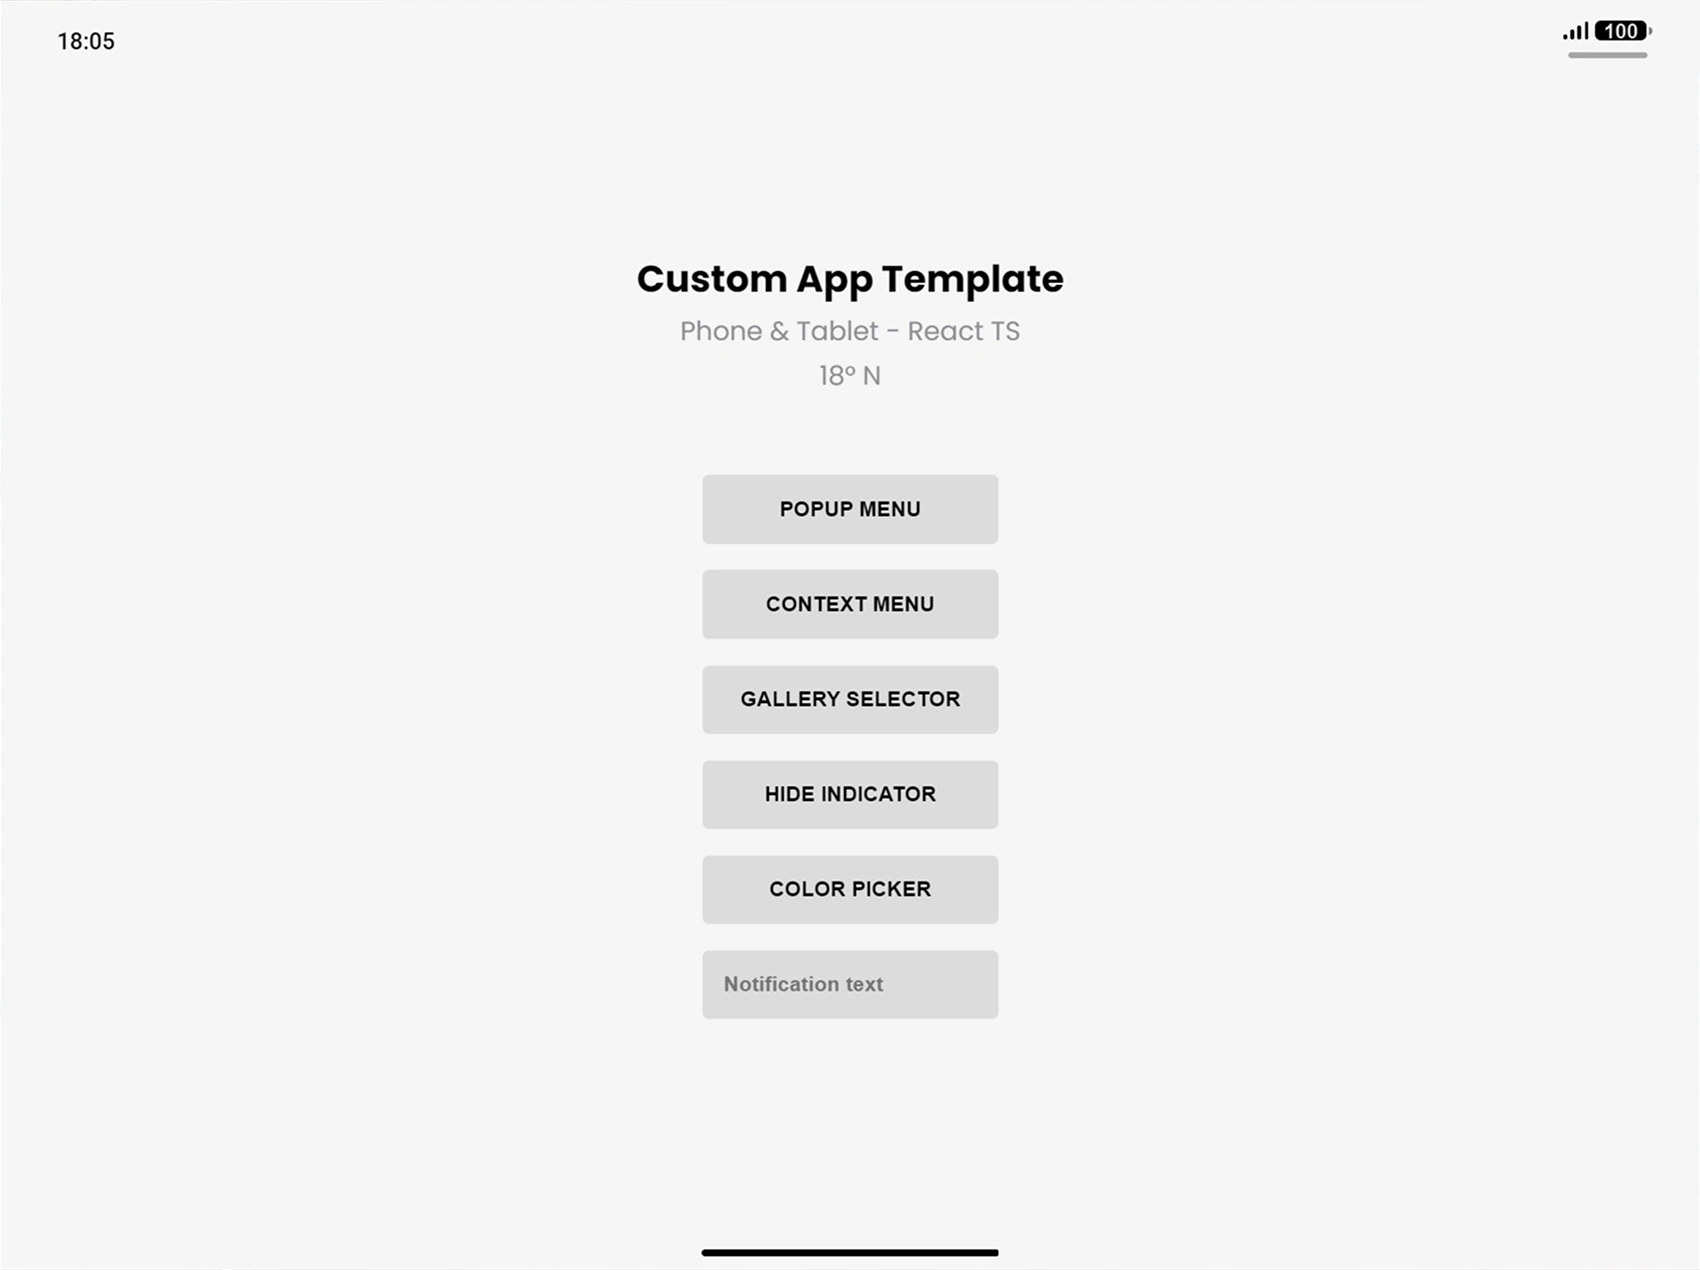 18:05
100
Custom App Template
Phone & Tablet - React TS
18° N
POPUP MENU
CONTEXT MENU
GALLERY SELECTOR
HIDE INDICATOR
COLOR PICKER
Notification text